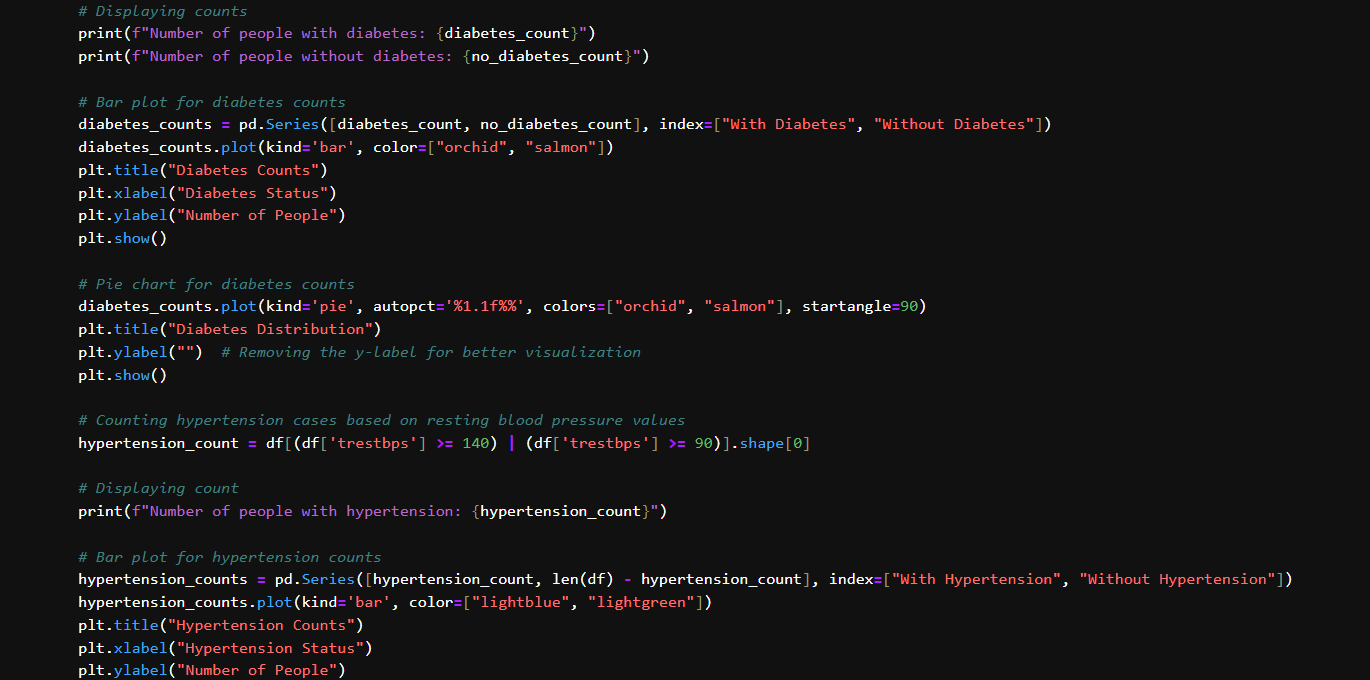 # Displaying counts
print(f"Number of people with diabetes: {diabetes_count}")
print(f"Number of people without diabetes: {no_diabetes_count}")
# Bar plot for diabetes counts
diabetes_counts = pd.Series([diabetes_count, no_diabetes_count], index=["With Diabetes", "Without Diabetes"])
diabetes_counts.plot(kind='bar', color=["orchid", "salmon"])
plt.title("Diabetes Counts")
plt.xlabel("Diabetes Status")
plt.ylabel("Number of People")
plt.show()
# Pie chart for diabetes counts
diabetes_counts.plot(kind='pie', autopct='%1.1f%%', colors=["orchid", "salmon"], startangle=90)
plt.title("Diabetes Distribution")
plt.ylabel("")  # Removing the y-label for better visualization
plt.show()
# Counting hypertension cases based on resting blood pressure values
hypertension_count = df[(df['trestbps'] >= 140) | (df['trestbps'] >= 90)].shape[0]
# Displaying count
print(f"Number of people with hypertension: {hypertension_count}")
# Bar plot for hypertension counts
hypertension_counts = pd.Series([hypertension_count, len(df) - hypertension_count], index=["With Hypertension", "Without Hypertension"])
hypertension_counts.plot(kind='bar', color=["lightblue", "lightgreen"])
plt.title("Hypertension Counts")
plt.xlabel("Hypertension Status")
plt.ylabel("Number of People")